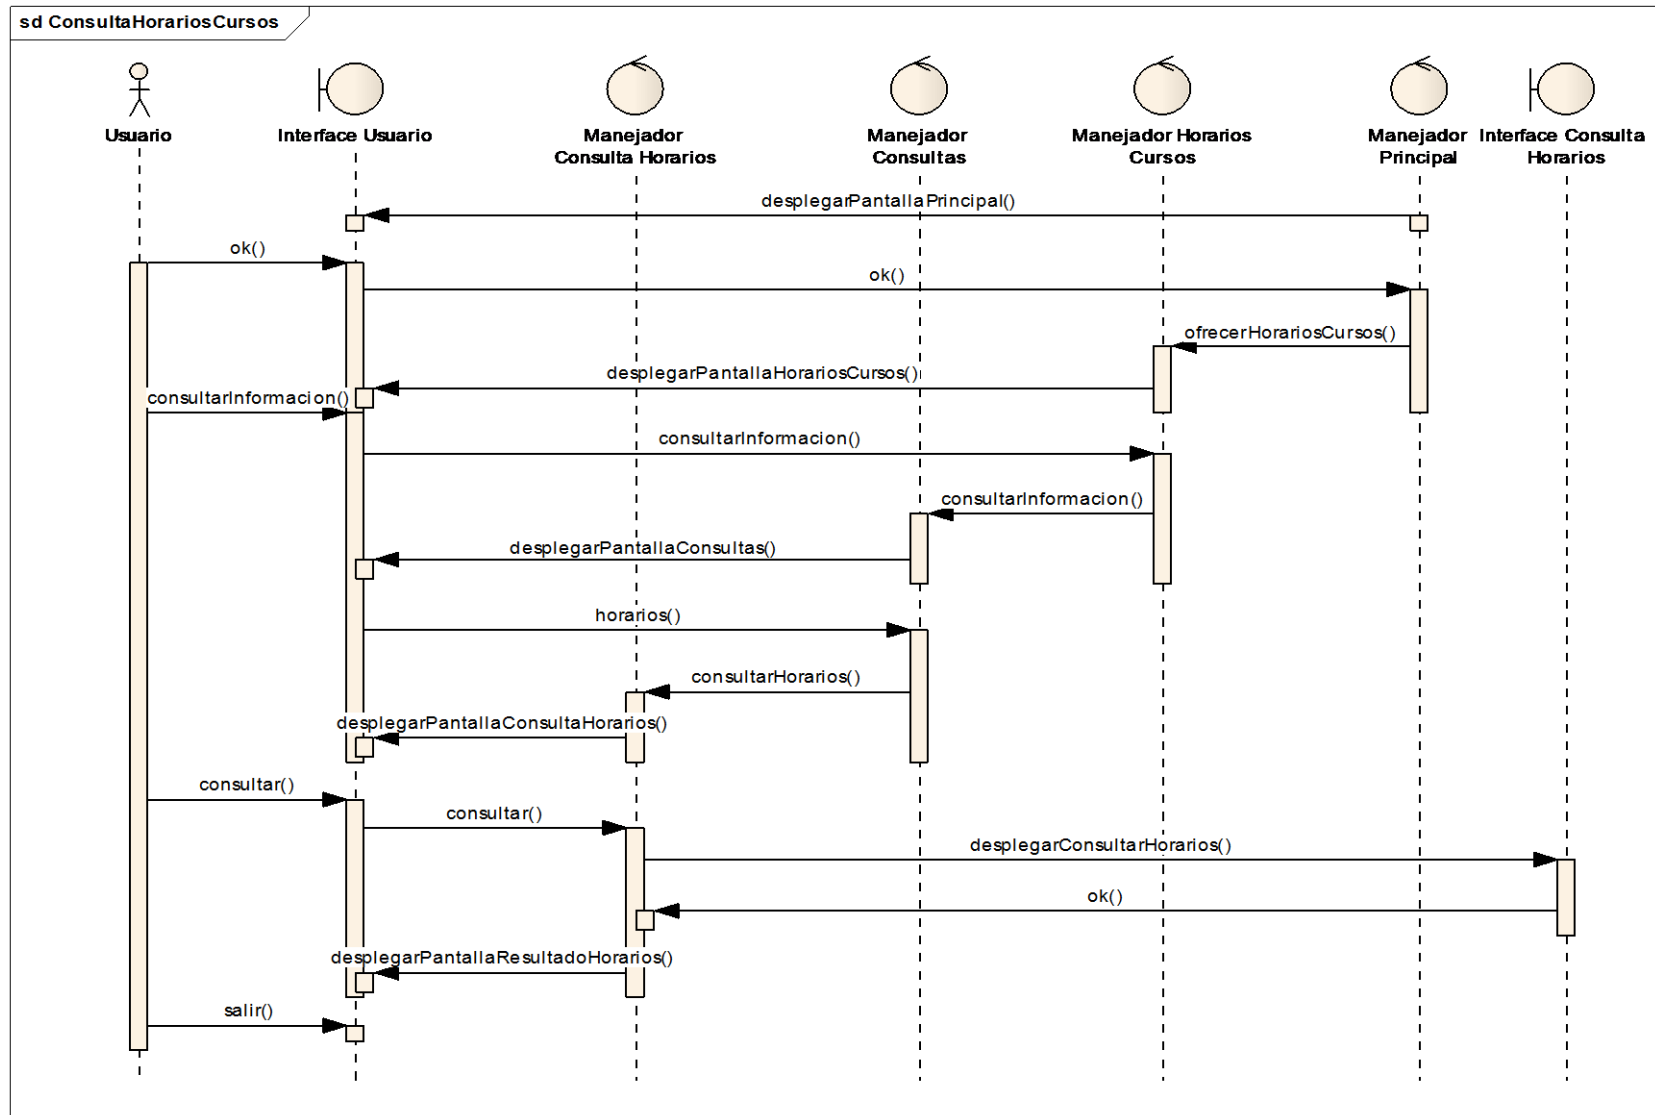 sd ConsultaHorariosCursos
Usuario
Interface Usuario
Manejador
Consulta Horarios
Manejador
Consultas
Manejador Horarios
Cursos
Manejador
Principal
Interface Consulta
Horarios
desplegarPantallaPrincipal()
ok()
ok()
ofrecerHorariosCursos()
desplegarPantallaHorariosCursos()
consultarInformacion()
consultarInformacion()
consultarInformacion()
desplegarPantallaConsultas()
horarios()
consultarHorarios()
desplegarPantallaConsultaHorarios()
consultar()
consultar()
desplegarConsultarHorarios()
ok()
desplegarPantallaResultadoHorarios()
salir()